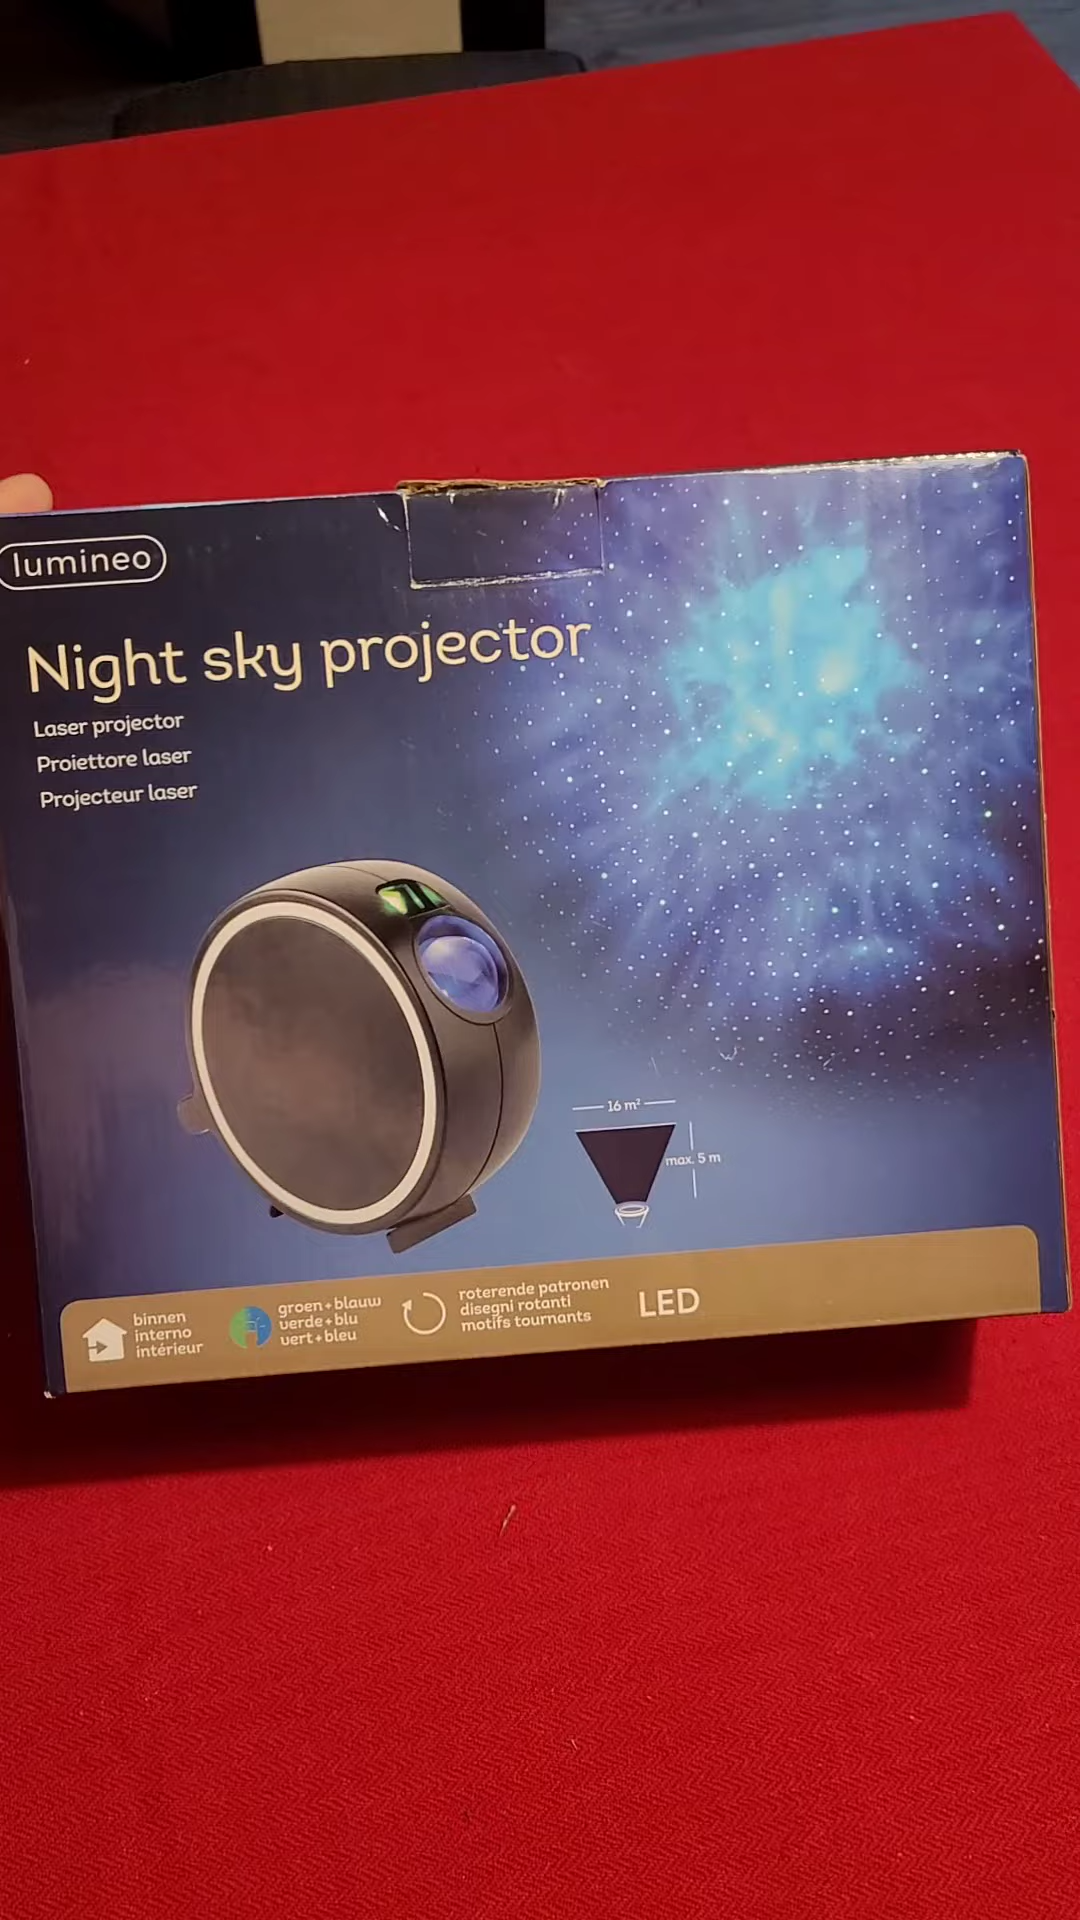 lumineo
Night sky projector
Laser projector
Proiettore laser
Projecteur laser
16 m²
max. 5 m
binnen
interno
intérieur
groen+blauw
verde+blu
vert+bleu
roterende patronen
disegni rotanti
motifs tournants
LED